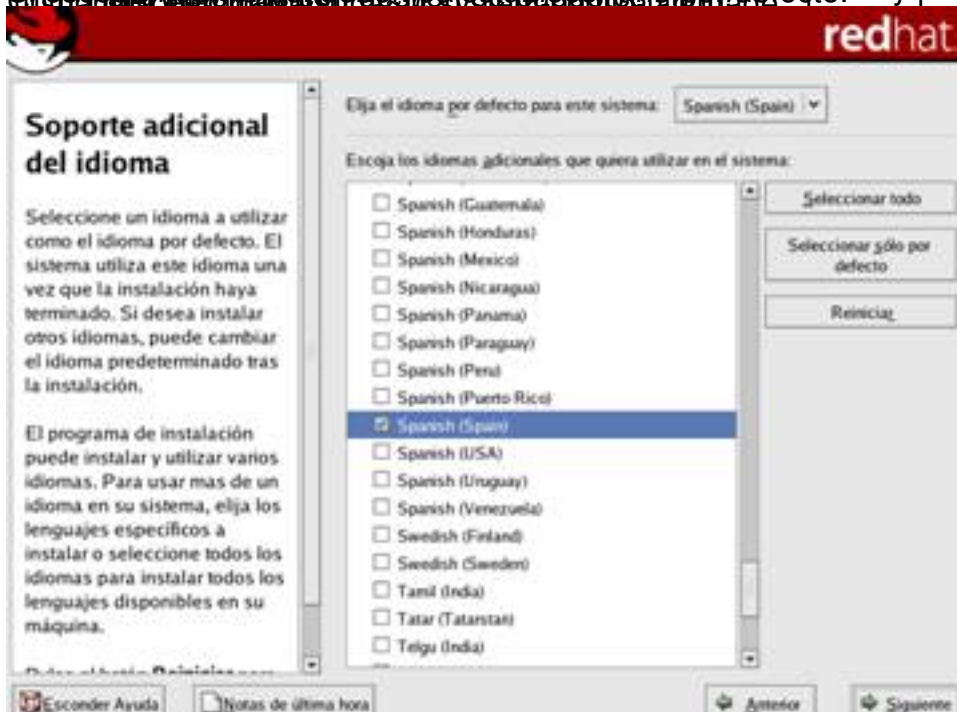 redhat.
Soporte adicional
del idioma
Seleccione un idioma a utilizar
como el idioma por defecto. El
sistema utiliza este idioma una
vez que la instalación haya
terminado. Si desea instalar
otros idiomas, puede cambiar
el idioma predeterminado tras
la instalación.
El programa de instalación
puede instalar y utilizar varios
idiomas. Para usar mas de un
idioma en su sistema, elija los
lenguajes específicos a
instalar o seleccione todos los
idiomas para instalar todos los
lenguajes disponibles en su
máquina.
Elija el idioma por defecto para este sistema: Spanish (Spain)
Escoja los idiomas adicionales que quiera utilizar en el sistema:
Spanish (Guatemala)
Spanish (Honduras)
Spanish (Mexico)
Spanish (Nicaragua)
Spanish (Panama)
Spanish (Paraguay)
Spanish (Peru)
Spanish (Puerto Rico)
Spanish (Spain)
Spanish (USA)
Spanish (Uruguay)
Spanish (Venezuela)
Swedish (Finland)
Swedish (Sweden)
Tamil (India)
Tatar (Tatarstan)
Telgu (India)
Seleccionar todo
Seleccionar sólo por
defecto
Reiniciar
Esconder Ayuda
Notas de última hora
Anterior
Siguiente